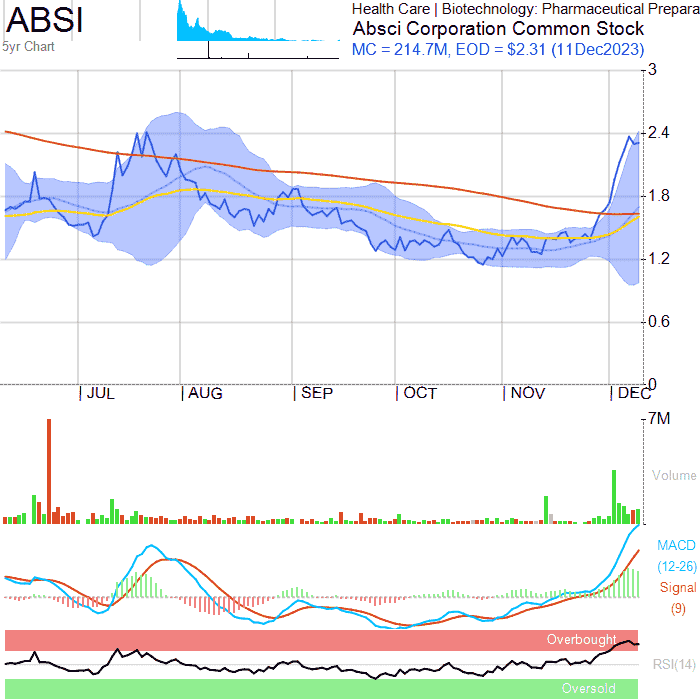 ABSI
5yr Chart
Health Care | Biotechnology: Pharmaceutical Prepara
Absci Corporation Common Stock
MC = 214.7M, EOD = $2.31 (11Dec2023)
3
2.4
1.8
1.2
0.6
0
JUL
AUG
SEP
OCT
NOV
DEC
7M
Volume
MACD
(12-26)
Signal
(9)
Overbought
RSI(14)
Oversold